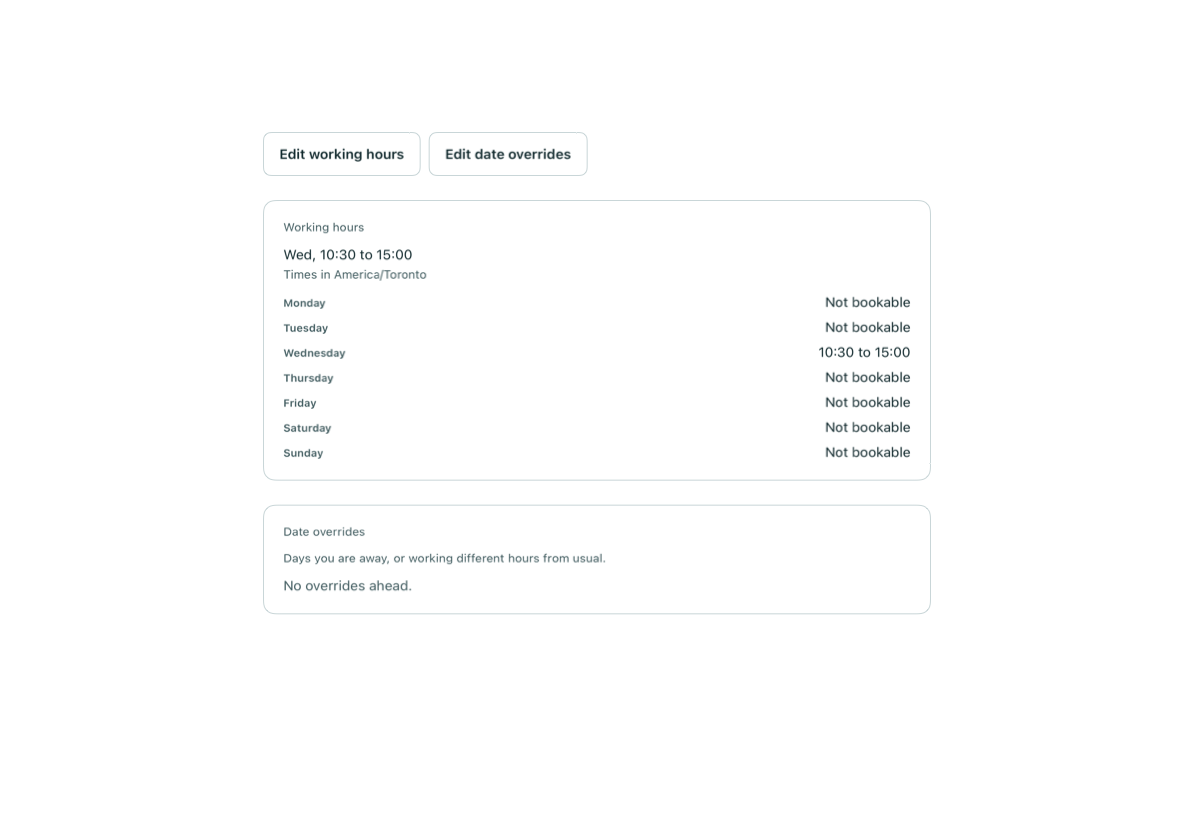 Edit working hours
Edit date overrides
Working hours
Wed, 10:30 to 15:00
Times in America/Toronto
Monday Not bookable
Tuesday Not bookable
Wednesday 10:30 to 15:00
Thursday Not bookable
Friday Not bookable
Saturday Not bookable
Sunday Not bookable
Date overrides
Days you are away, or working different hours from usual.
No overrides ahead.